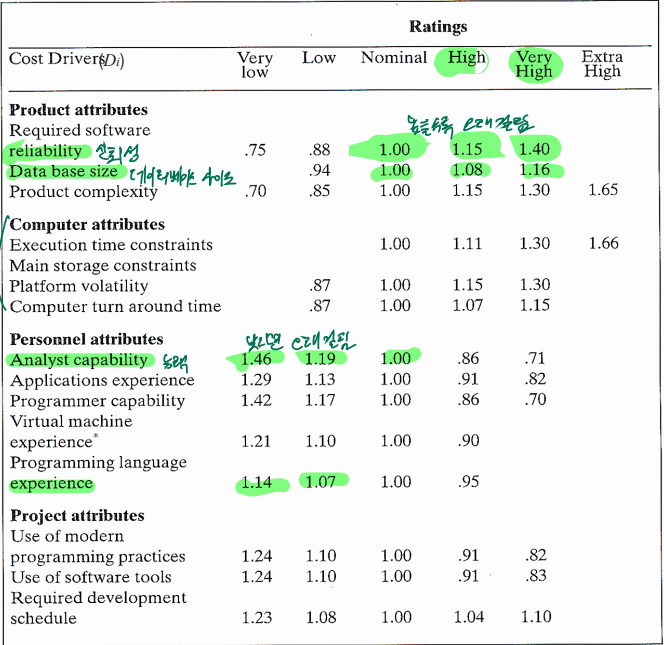 Ratings
Cost Drivers(Di) Very low Low Nominal High Very High Extra High
Product attributes
높을수록 오래걸림
Required software
reliability 신뢰성 .75 .88 1.00 1.15 1.40
Data base size 데이터베이스 사이즈 .94 1.00 1.08 1.16
Product complexity .70 .85 1.00 1.15 1.30 1.65
Computer attributes
Execution time constraints 1.00 1.11 1.30 1.66
Main storage constraints
Platform volatility .87 1.00 1.15 1.30
Computer turn around time .87 1.00 1.07 1.15
Personnel attributes 낮으면 오래걸림
Analyst capability 능력 1.46 1.19 1.00 .86 .71
Applications experience 1.29 1.13 1.00 .91 .82
Programmer capability 1.42 1.17 1.00 .86 .70
Virtual machine
experience* 1.21 1.10 1.00 .90
Programming language
experience 1.14 1.07 1.00 .95
Project attributes
Use of modern
programming practices 1.24 1.10 1.00 .91 .82
Use of software tools 1.24 1.10 1.00 .91 .83
Required development
schedule 1.23 1.08 1.00 1.04 1.10